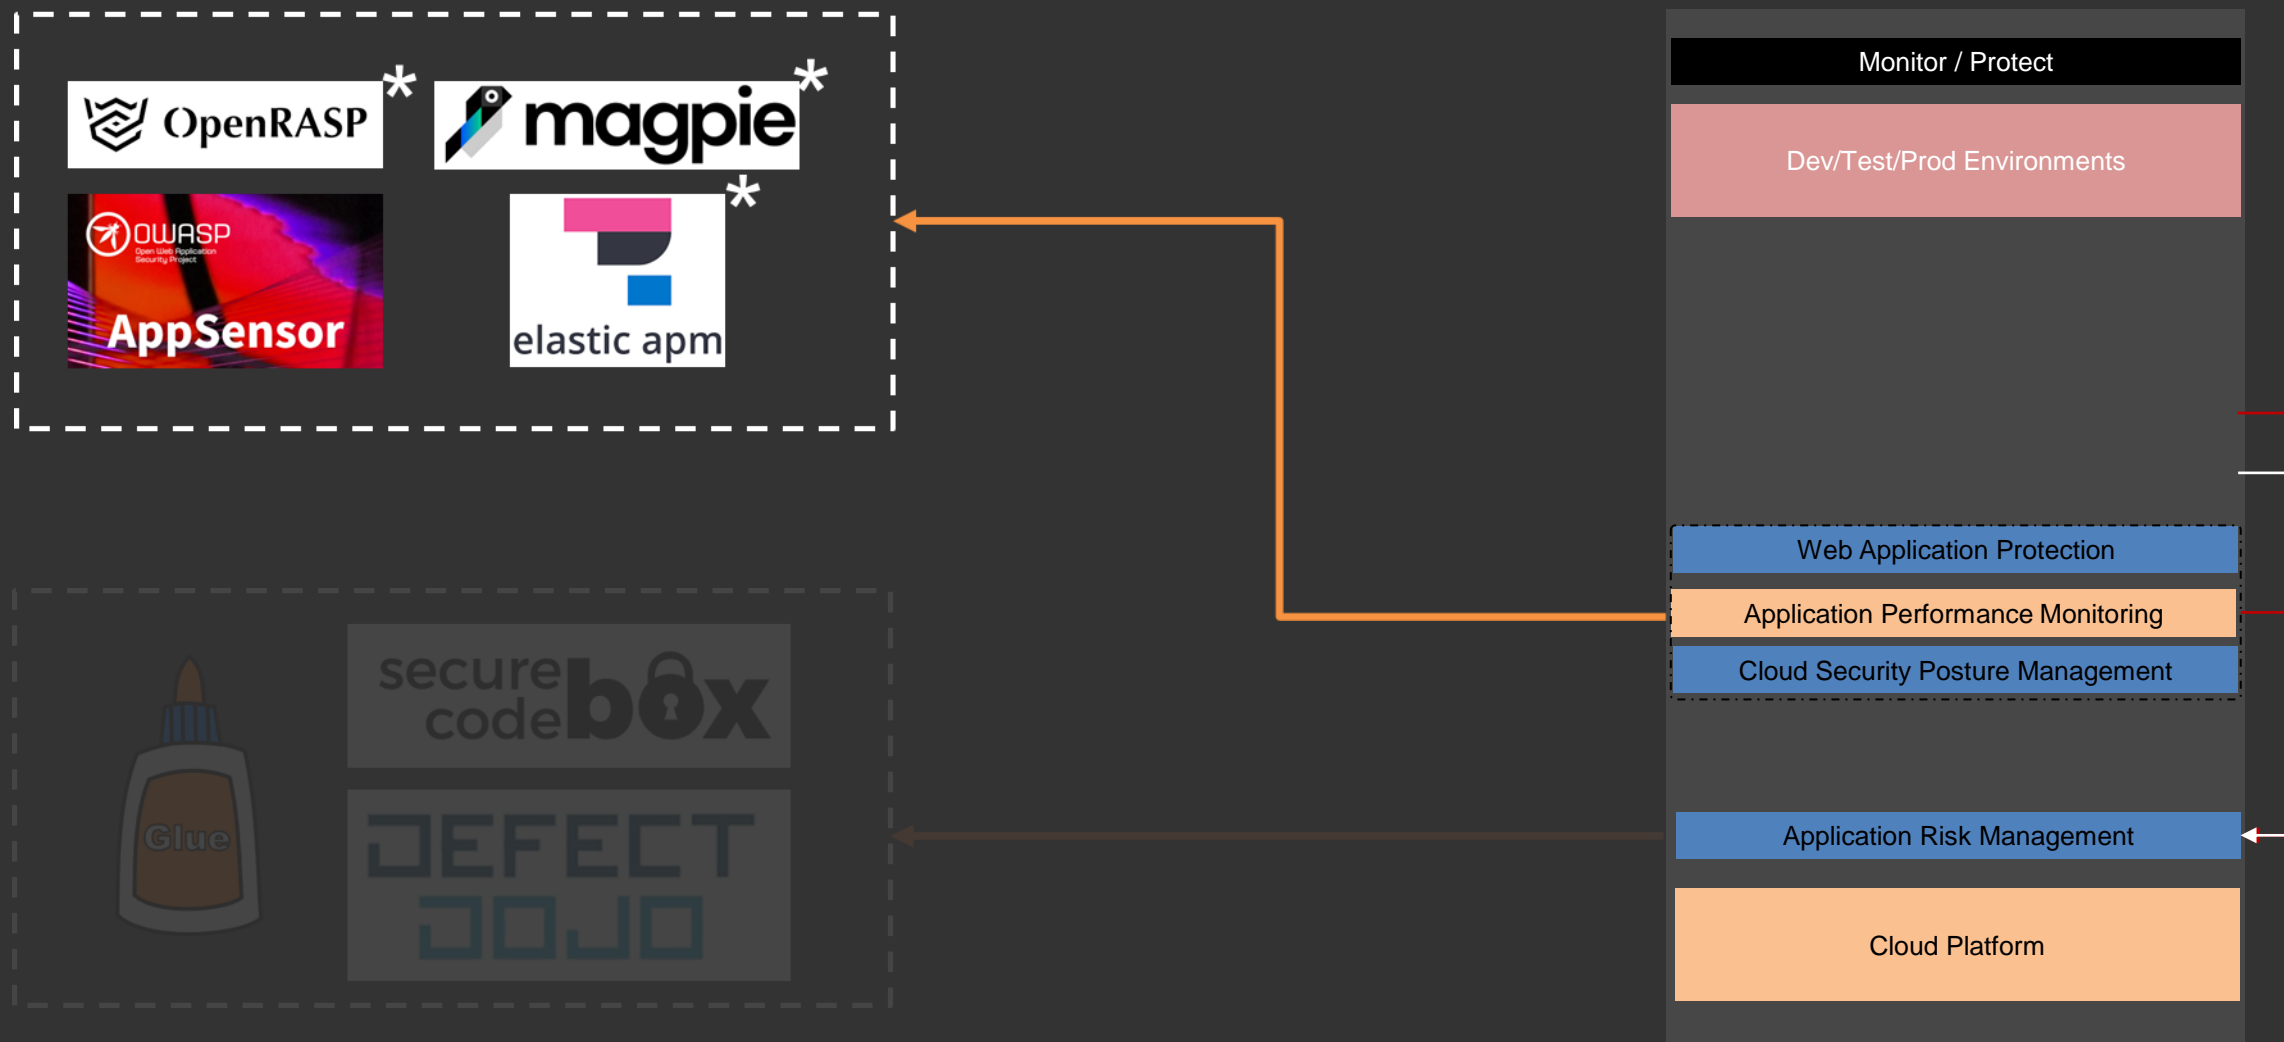 OpenRASP*
magpie*
OWASP
Open Web Application
Security Project
AppSensor
*
elastic apm
Monitor / Protect
Dev/Test/Prod Environments
Web Application Protection
Application Performance Monitoring
Cloud Security Posture Management
Application Risk Management
Cloud Platform
Glue
secure
code
box
DEFECT
DOJO